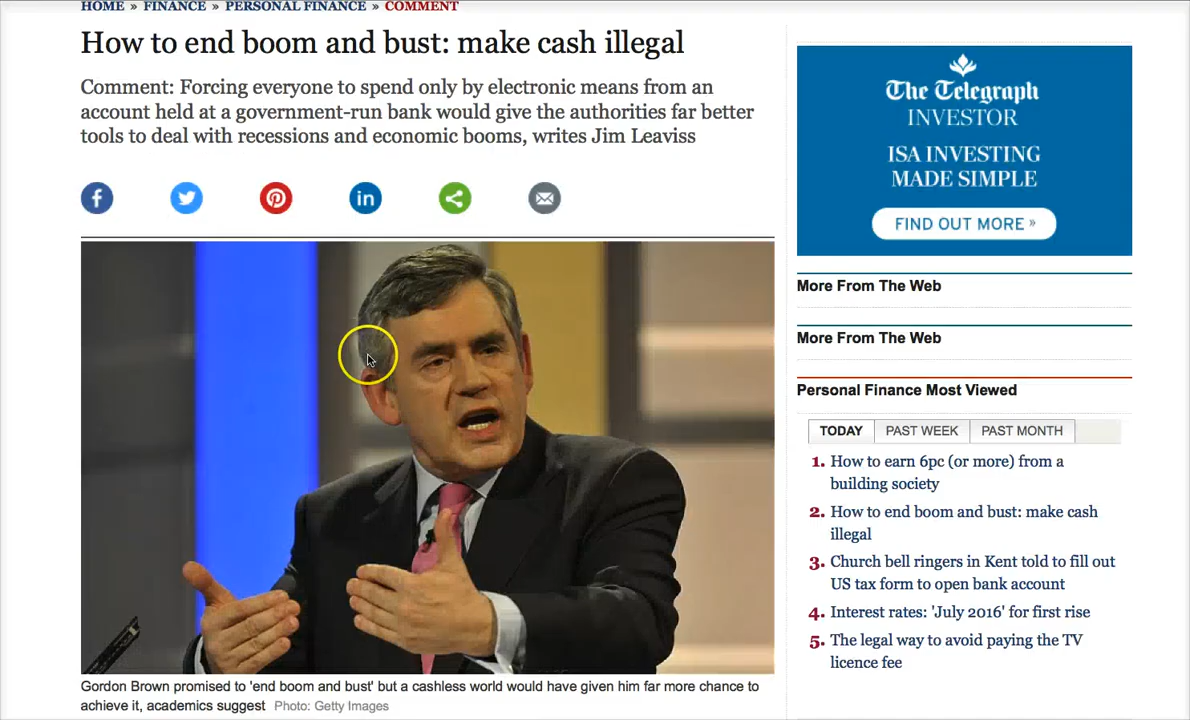 HOME » FINANCE » PERSONAL FINANCE » COMMENT
How to end boom and bust: make cash illegal
Comment: Forcing everyone to spend only by electronic means from an
account held at a government-run bank would give the authorities far better
tools to deal with recessions and economic booms, writes Jim Leaviss
Gordon Brown promised to 'end boom and bust' but a cashless world would have given him far more chance to
achieve it, academics suggest Photo: Getty Images
The Telegraph
INVESTOR
ISA INVESTING
MADE SIMPLE
FIND OUT MORE »
More From The Web
More From The Web
Personal Finance Most Viewed
TODAY PAST WEEK PAST MONTH
1. How to earn 6pc (or more) from a
building society
2. How to end boom and bust: make cash
illegal
3. Church bell ringers in Kent told to fill out
US tax form to open bank account
4. Interest rates: 'July 2016' for first rise
5. The legal way to avoid paying the TV
licence fee